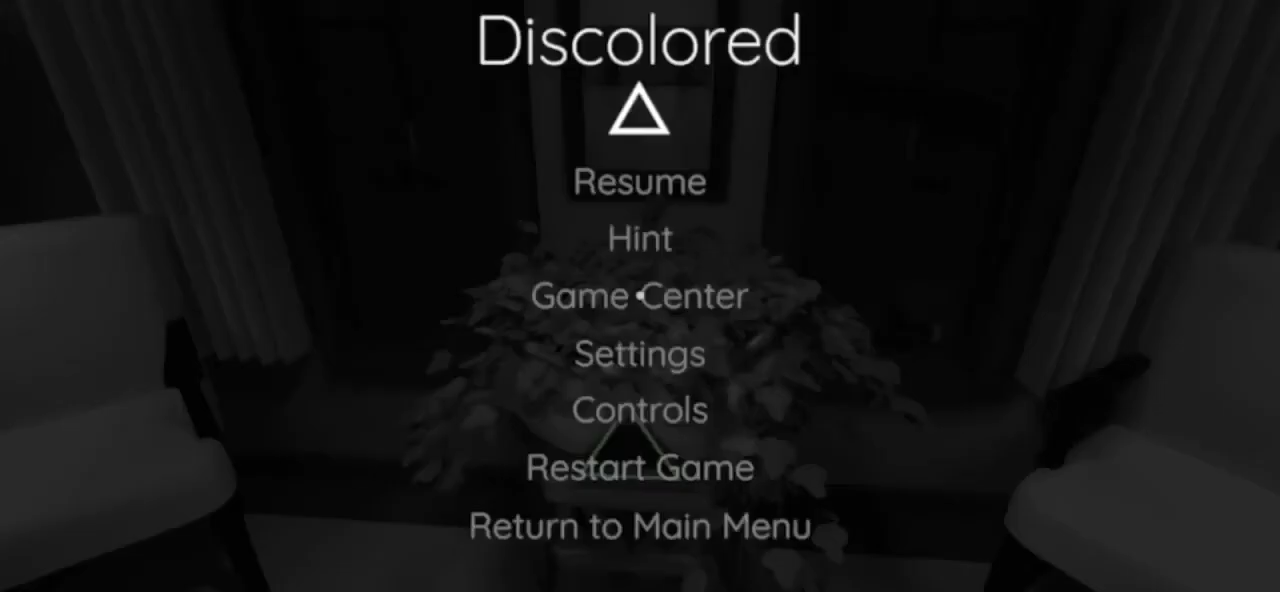 Discolored
Resume
Hint
Game Center
Settings
Controls
Restart Game
Return to Main Menu